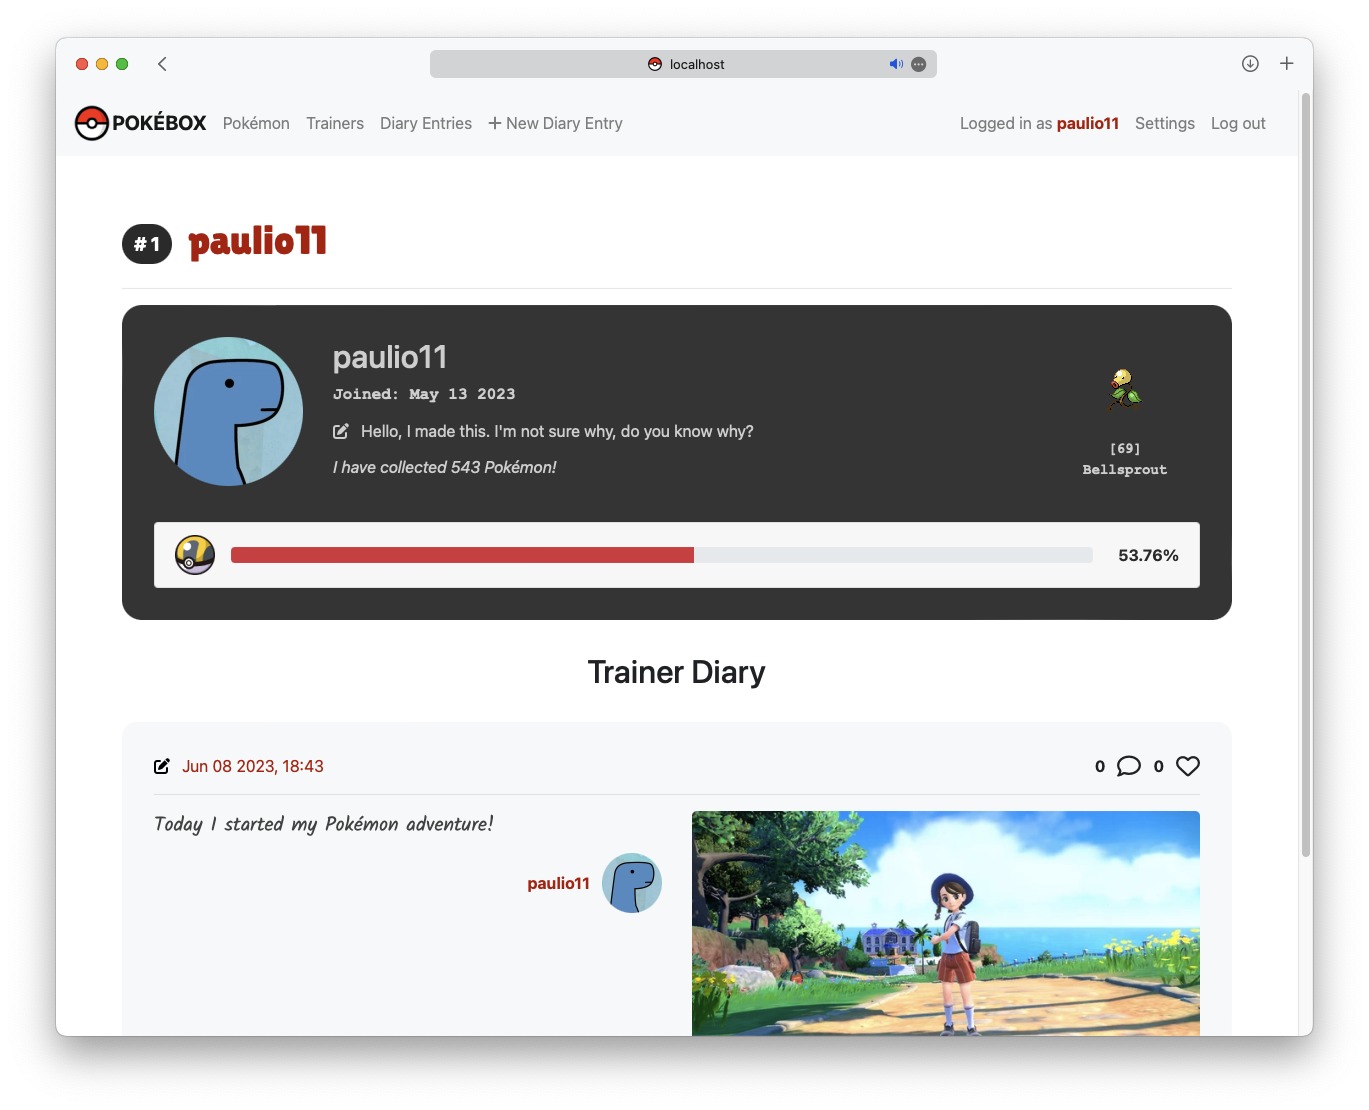 localhost
POKÉBOX Pokémon Trainers Diary Entries + New Diary Entry Logged in as paulio11 Settings Log out
#1 paulio11
paulio11
Joined: May 13 2023
Hello, I made this. I'm not sure why, do you know why?
I have collected 543 Pokémon!
[69]
Bellsprout
53.76%
Trainer Diary
Jun 08 2023, 18:43 0 0
Today I started my Pokémon adventure!
paulio11